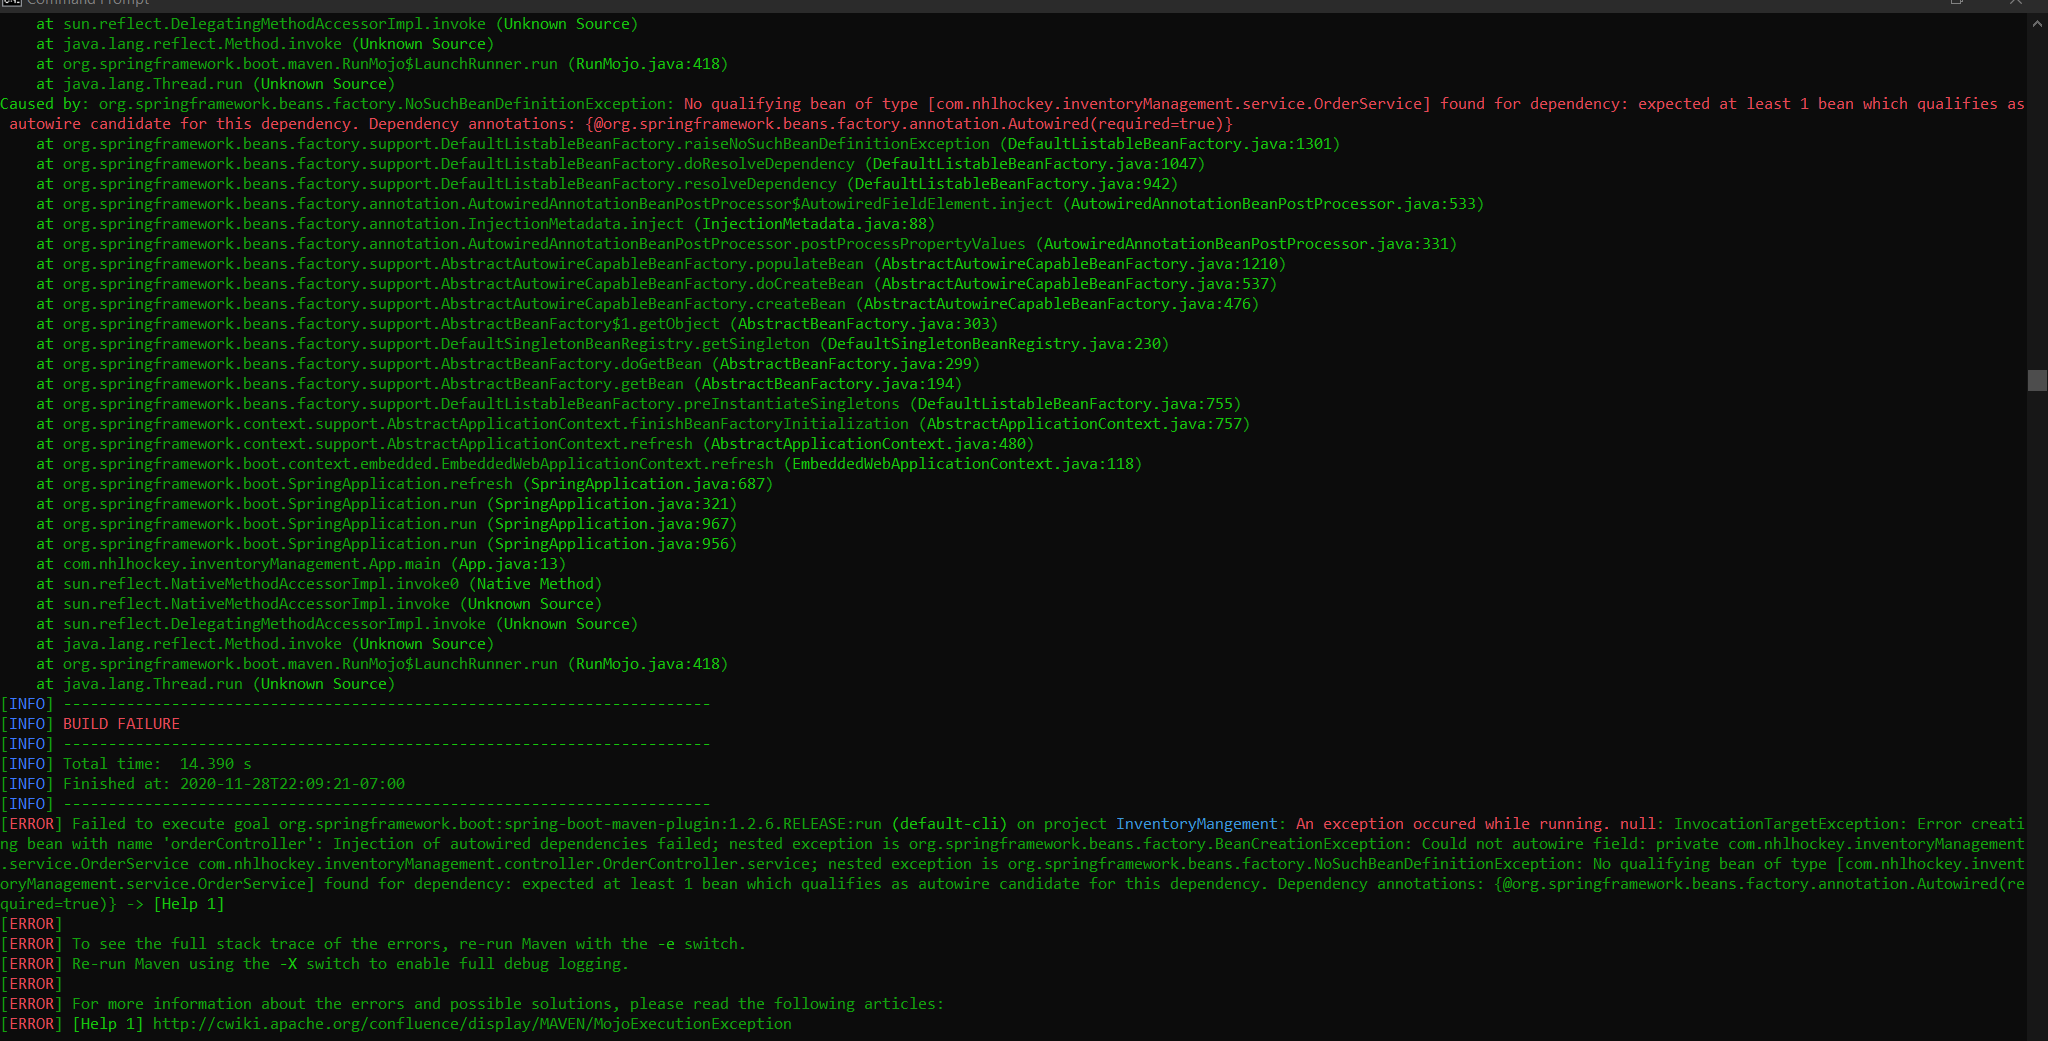 Command Prompt
at sun.reflect.DelegatingMethodAccessorImpl.invoke (Unknown Source)
at java.lang.reflect.Method.invoke (Unknown Source)
at org.springframework.boot.maven.RunMojo$LaunchRunner.run (RunMojo.java:418)
at java.lang.Thread.run (Unknown Source)
Caused by: org.springframework.beans.factory.NoSuchBeanDefinitionException: No qualifying bean of type [com.nhlhockey.inventoryManagement.service.OrderService] found for dependency: expected at least 1 bean which qualifies as
autowire candidate for this dependency. Dependency annotations: {@org.springframework.beans.factory.annotation.Autowired(required=true)}
at org.springframework.beans.factory.support.DefaultListableBeanFactory.raiseNoSuchBeanDefinitionException (DefaultListableBeanFactory.java:1301)
at org.springframework.beans.factory.support.DefaultListableBeanFactory.doResolveDependency (DefaultListableBeanFactory.java:1047)
at org.springframework.beans.factory.support.DefaultListableBeanFactory.resolveDependency (DefaultListableBeanFactory.java:942)
at org.springframework.beans.factory.annotation.AutowiredAnnotationBeanPostProcessor$AutowiredFieldElement.inject (AutowiredAnnotationBeanPostProcessor.java:533)
at org.springframework.beans.factory.annotation.InjectionMetadata.inject (InjectionMetadata.java:88)
at org.springframework.beans.factory.annotation.AutowiredAnnotationBeanPostProcessor.postProcessPropertyValues (AutowiredAnnotationBeanPostProcessor.java:331)
at org.springframework.beans.factory.support.AbstractAutowireCapableBeanFactory.populateBean (AbstractAutowireCapableBeanFactory.java:1210)
at org.springframework.beans.factory.support.AbstractAutowireCapableBeanFactory.doCreateBean (AbstractAutowireCapableBeanFactory.java:537)
at org.springframework.beans.factory.support.AbstractAutowireCapableBeanFactory.createBean (AbstractAutowireCapableBeanFactory.java:476)
at org.springframework.beans.factory.support.AbstractBeanFactory$1.getObject (AbstractBeanFactory.java:303)
at org.springframework.beans.factory.support.DefaultSingletonBeanRegistry.getSingleton (DefaultSingletonBeanRegistry.java:230)
at org.springframework.beans.factory.support.AbstractBeanFactory.doGetBean (AbstractBeanFactory.java:299)
at org.springframework.beans.factory.support.AbstractBeanFactory.getBean (AbstractBeanFactory.java:194)
at org.springframework.beans.factory.support.DefaultListableBeanFactory.preInstantiateSingletons (DefaultListableBeanFactory.java:755)
at org.springframework.context.support.AbstractApplicationContext.finishBeanFactoryInitialization (AbstractApplicationContext.java:757)
at org.springframework.context.support.AbstractApplicationContext.refresh (AbstractApplicationContext.java:480)
at org.springframework.boot.context.embedded.EmbeddedWebApplicationContext.refresh (EmbeddedWebApplicationContext.java:118)
at org.springframework.boot.SpringApplication.refresh (SpringApplication.java:687)
at org.springframework.boot.SpringApplication.run (SpringApplication.java:321)
at org.springframework.boot.SpringApplication.run (SpringApplication.java:967)
at org.springframework.boot.SpringApplication.run (SpringApplication.java:956)
at com.nhlhockey.inventoryManagement.App.main (App.java:13)
at sun.reflect.NativeMethodAccessorImpl.invoke0 (Native Method)
at sun.reflect.NativeMethodAccessorImpl.invoke (Unknown Source)
at sun.reflect.DelegatingMethodAccessorImpl.invoke (Unknown Source)
at java.lang.reflect.Method.invoke (Unknown Source)
at org.springframework.boot.maven.RunMojo$LaunchRunner.run (RunMojo.java:418)
at java.lang.Thread.run (Unknown Source)
[INFO] ------------------------------------------------------------------------
[INFO] BUILD FAILURE
[INFO] ------------------------------------------------------------------------
[INFO] Total time:  14.390 s
[INFO] Finished at: 2020-11-28T22:09:21-07:00
[INFO] ------------------------------------------------------------------------
[ERROR] Failed to execute goal org.springframework.boot:spring-boot-maven-plugin:1.2.6.RELEASE:run (default-cli) on project InventoryMangement: An exception occured while running. null: InvocationTargetException: Error creati
ng bean with name 'orderController': Injection of autowired dependencies failed; nested exception is org.springframework.beans.factory.BeanCreationException: Could not autowire field: private com.nhlhockey.inventoryManagement
.service.OrderService com.nhlhockey.inventoryManagement.controller.OrderController.service; nested exception is org.springframework.beans.factory.NoSuchBeanDefinitionException: No qualifying bean of type [com.nhlhockey.invent
oryManagement.service.OrderService] found for dependency: expected at least 1 bean which qualifies as autowire candidate for this dependency. Dependency annotations: {@org.springframework.beans.factory.annotation.Autowired(re
quired=true)} -> [Help 1]
[ERROR]
[ERROR] To see the full stack trace of the errors, re-run Maven with the -e switch.
[ERROR] Re-run Maven using the -X switch to enable full debug logging.
[ERROR]
[ERROR] For more information about the errors and possible solutions, please read the following articles:
[ERROR] [Help 1] http://cwiki.apache.org/confluence/display/MAVEN/MojoExecutionException